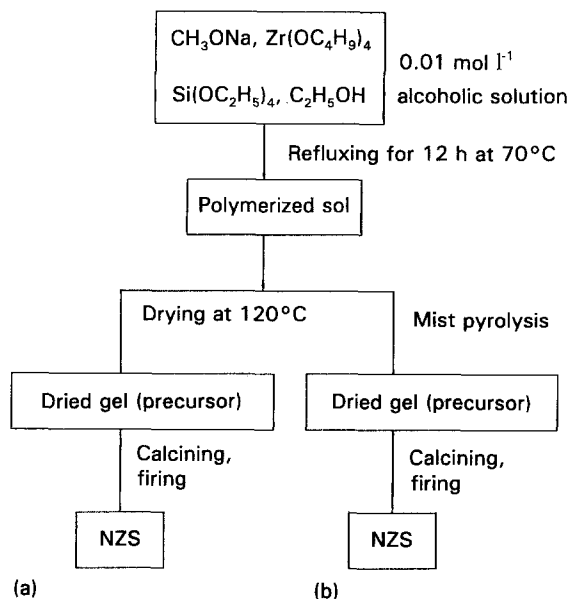 CH₃ONa, Zr(OC₄H₉)₄
Si(OC₂H₅)₄, C₂H₅OH
0.01 mol l⁻¹
alcoholic solution
Refluxing for 12 h at 70°C
Polymerized sol
Drying at 120°C
Mist pyrolysis
Dried gel (precursor)
Dried gel (precursor)
Calcining,
firing
Calcining,
firing
NZS
NZS
(a)
(b)